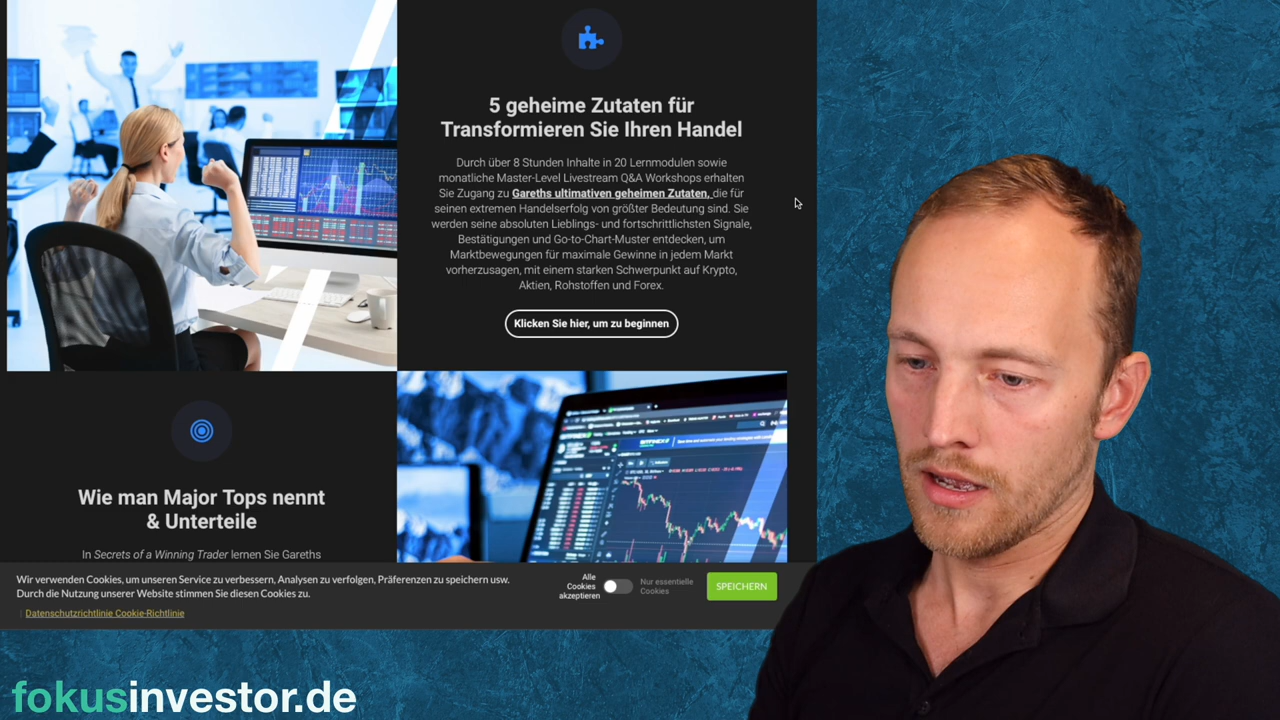 5 geheime Zutaten für
Transformieren Sie Ihren Handel
Durch über 8 Stunden Inhalte in 20 Lernmodulen sowie
monatliche Master-Level Livestream Q&A Workshops erhalten
Sie Zugang zu Gareths ultimativen geheimen Zutaten, die für
seinen extremen Handelserfolg von größter Bedeutung sind. Sie
werden seine absoluten Lieblings- und fortschrittlichsten Signale,
Bestätigungen und Go-to-Chart-Muster entdecken, um
Marktbewegungen für maximale Gewinne in jedem Markt
vorherzusagen, mit einem starken Schwerpunkt auf Krypto,
Aktien, Rohstoffen und Forex.
Klicken Sie hier, um zu beginnen
Wie man Major Tops nennt
& Unterteile
In Secrets of a Winning Trader lernen Sie Gareths
Wir verwenden Cookies, um unseren Service zu verbessern, Analysen zu verfolgen, Präferenzen zu speichern usw.
Durch die Nutzung unserer Website stimmen Sie diesen Cookies zu.
| Datenschutzrichtlinie Cookie-Richtlinie
Alle
Cookies
akzeptieren
Nur essentielle
Cookies
SPEICHERN
fokusinvestor.de